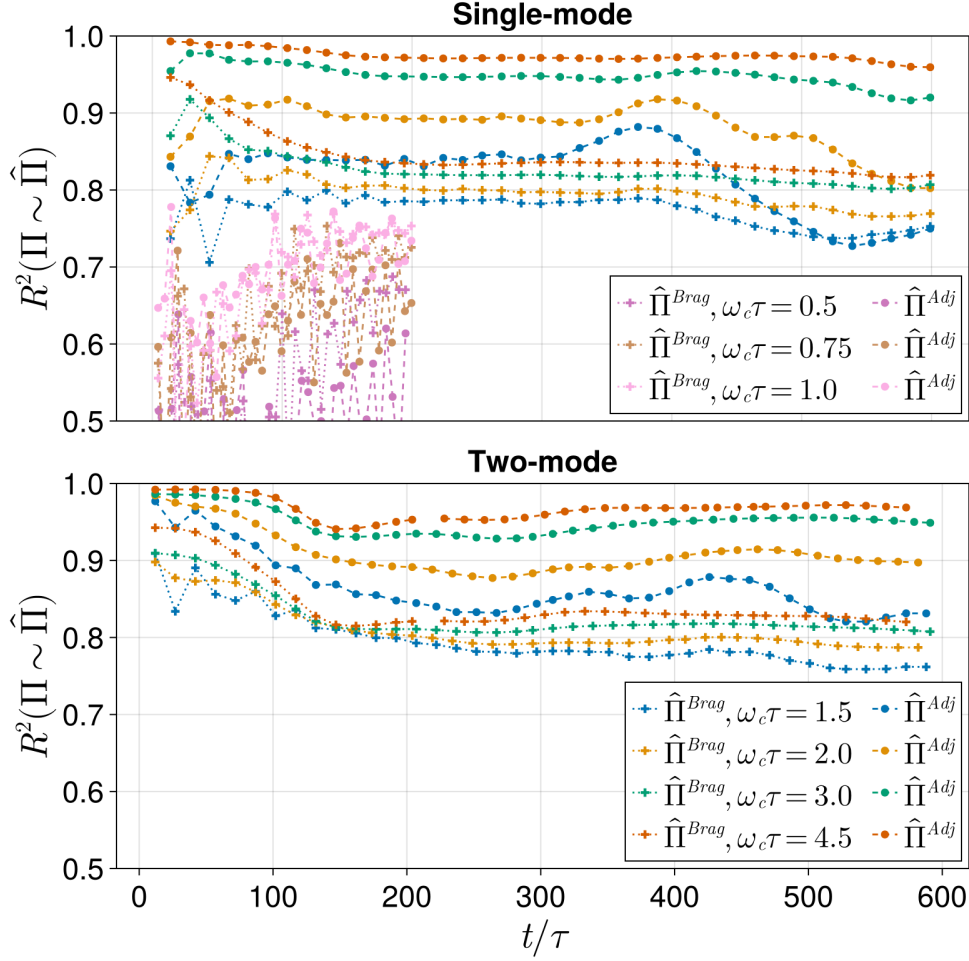 Single-mode
1.0
0.9
0.8
0.7
0.6
0.5
R²(Π ∼ Π̂)
Π̂^Brag, ω_cτ = 0.5 Π̂^Adj
Π̂^Brag, ω_cτ = 0.75 Π̂^Adj
Π̂^Brag, ω_cτ = 1.0 Π̂^Adj
Two-mode
1.0
0.9
0.8
0.7
0.6
0.5
R²(Π ∼ Π̂)
Π̂^Brag, ω_cτ = 1.5 Π̂^Adj
Π̂^Brag, ω_cτ = 2.0 Π̂^Adj
Π̂^Brag, ω_cτ = 3.0 Π̂^Adj
Π̂^Brag, ω_cτ = 4.5 Π̂^Adj
0 100 200 300 400 500 600
t/τ